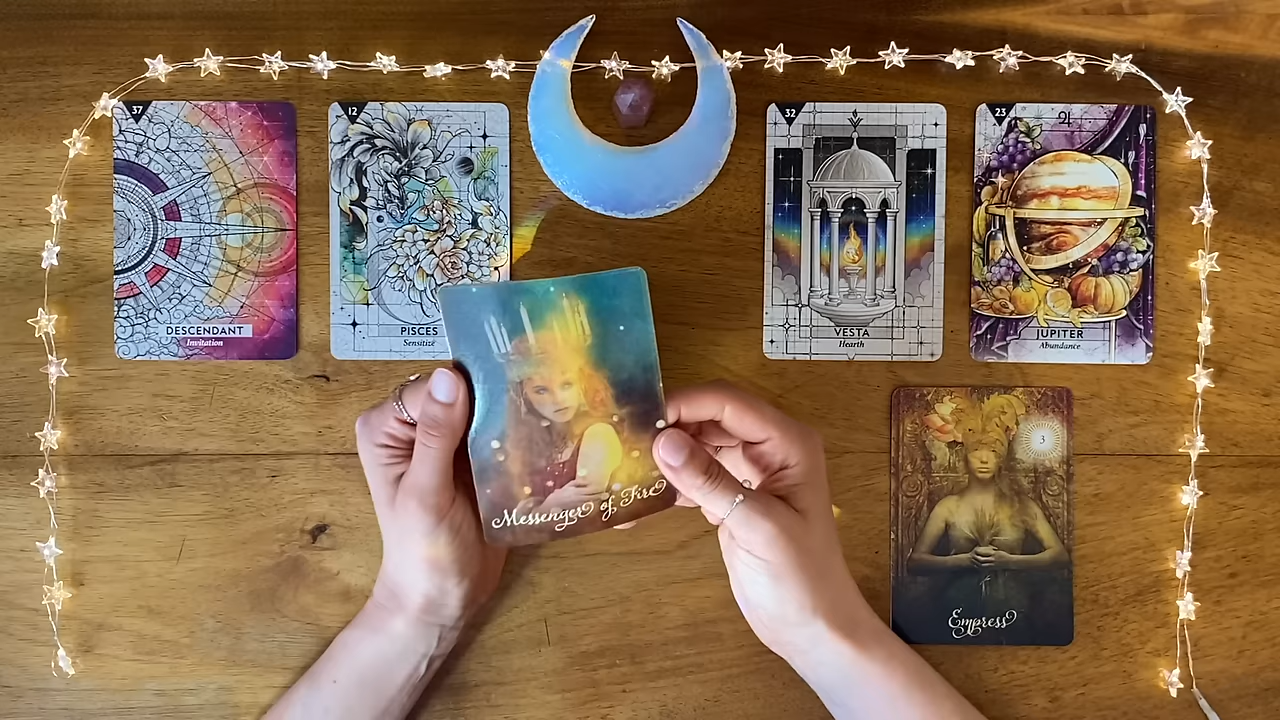 37
DESCENDANT
Invitation
12
PISCES
Sensitize
32
VESTA
Hearth
23
JUPITER
Abundance
Messenger of Fire
3
Empress